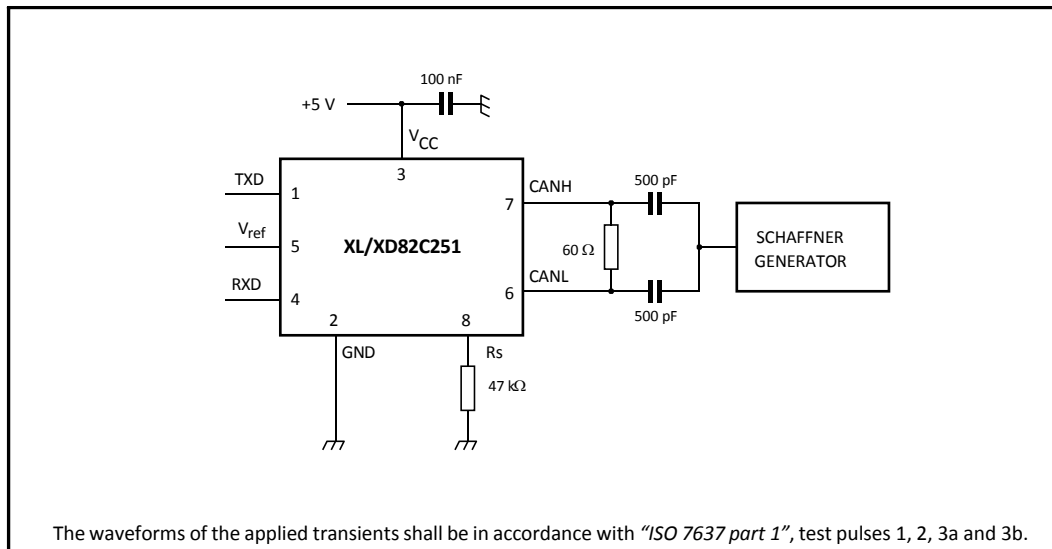 100 nF
+5 V
VCC
3
TXD
1
CANH
7
500 pF
Vref
5
XL/XD82C251
60 Ω
SCHAFFNER
GENERATOR
RXD
4
CANL
6
500 pF
2
8
GND
Rs
47 kΩ
The waveforms of the applied transients shall be in accordance with “ISO 7637 part 1”, test pulses 1, 2, 3a and 3b.